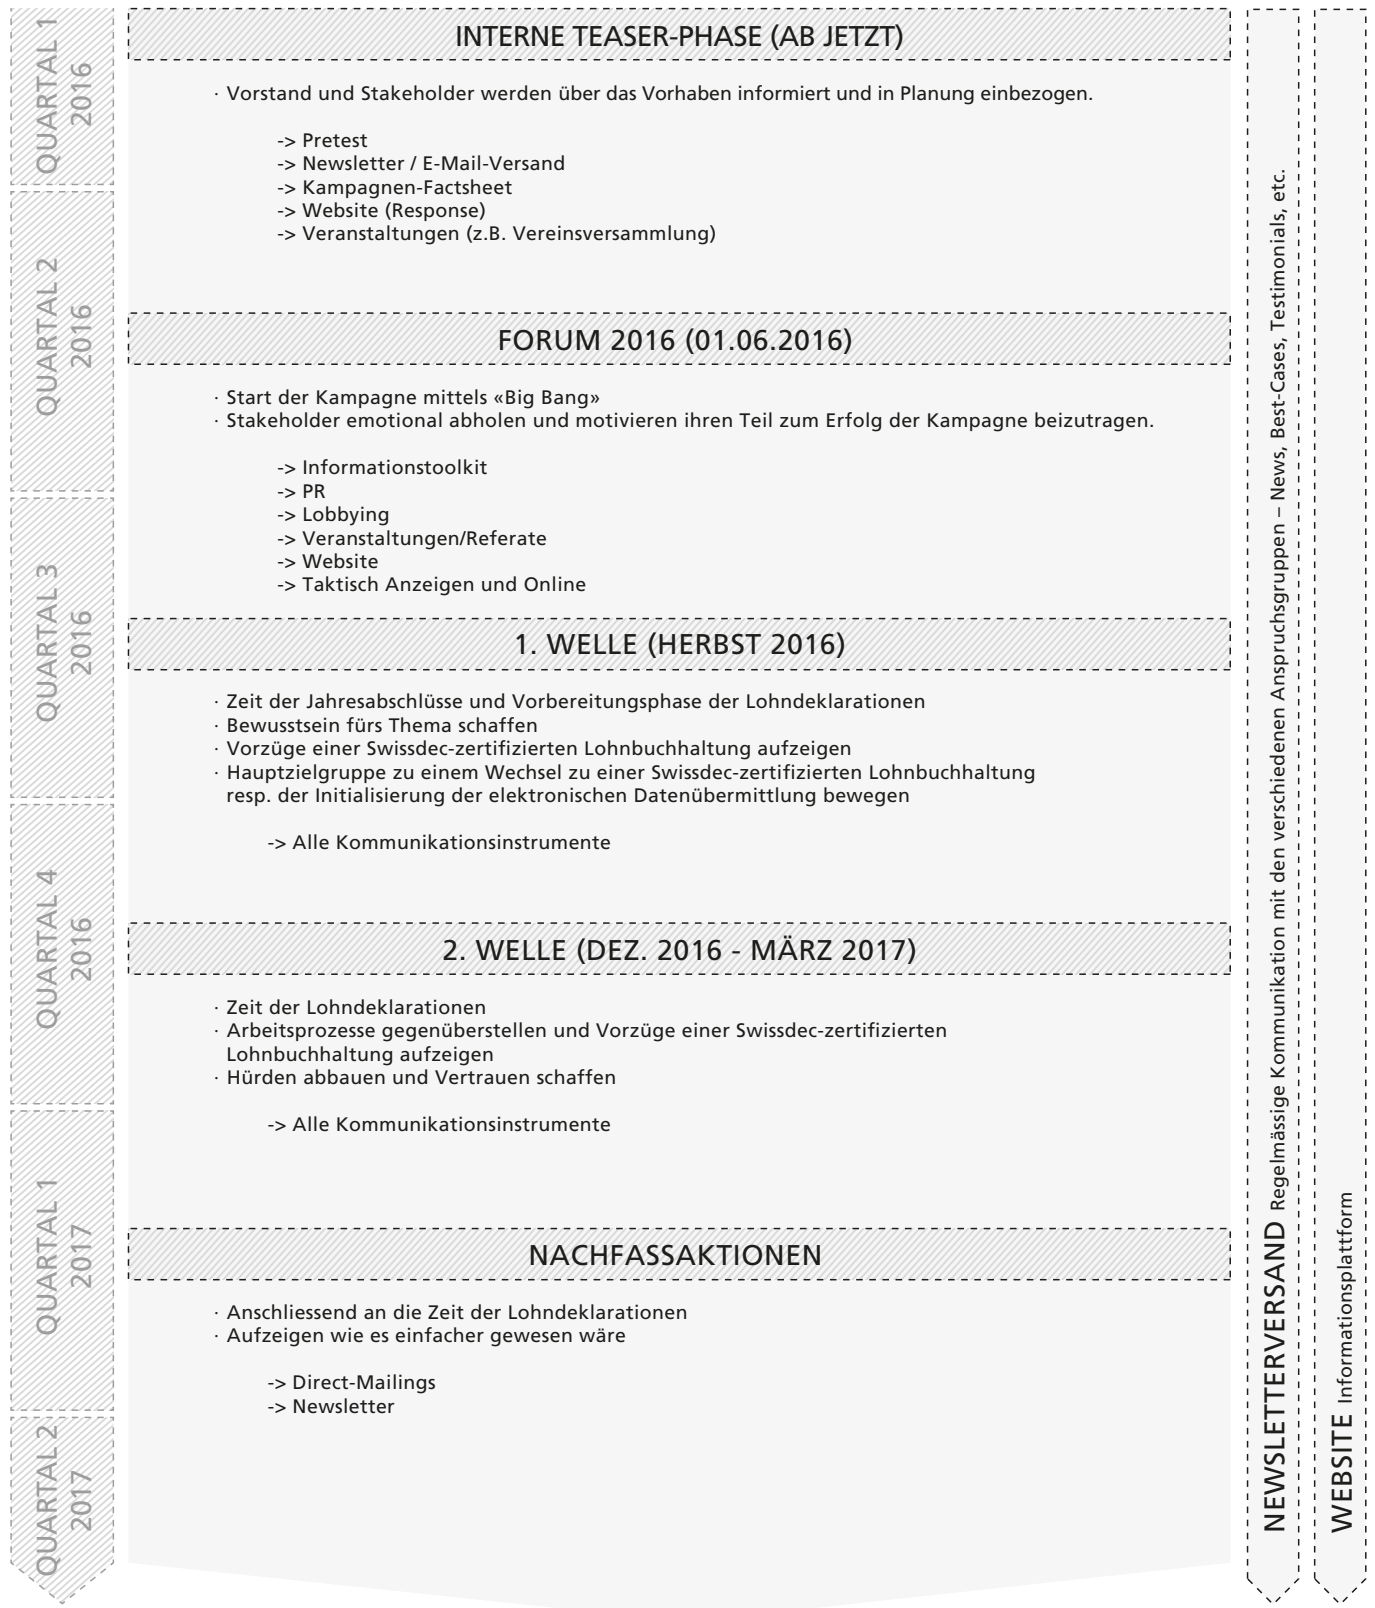 QUARTAL 1
2016
QUARTAL 2
2016
QUARTAL 3
2016
QUARTAL 4
2016
QUARTAL 1
2017
QUARTAL 2
2017
INTERNE TEASER-PHASE (AB JETZT)
· Vorstand und Stakeholder werden über das Vorhaben informiert und in Planung einbezogen.
-> Pretest
-> Newsletter / E-Mail-Versand
-> Kampagnen-Factsheet
-> Website (Response)
-> Veranstaltungen (z.B. Vereinsversammlung)
FORUM 2016 (01.06.2016)
· Start der Kampagne mittels «Big Bang»
· Stakeholder emotional abholen und motivieren ihren Teil zum Erfolg der Kampagne beizutragen.
-> Informationstoolkit
-> PR
-> Lobbying
-> Veranstaltungen/Referate
-> Website
-> Taktisch Anzeigen und Online
1. WELLE (HERBST 2016)
· Zeit der Jahresabschlüsse und Vorbereitungsphase der Lohndeklarationen
· Bewusstsein fürs Thema schaffen
· Vorzüge einer Swissdec-zertifizierten Lohnbuchhaltung aufzeigen
· Hauptzielgruppe zu einem Wechsel zu einer Swissdec-zertifizierten Lohnbuchhaltung
resp. der Initialisierung der elektronischen Datenübermittlung bewegen
-> Alle Kommunikationsinstrumente
2. WELLE (DEZ. 2016 - MÄRZ 2017)
· Zeit der Lohndeklarationen
· Arbeitsprozesse gegenüberstellen und Vorzüge einer Swissdec-zertifizierten
Lohnbuchhaltung aufzeigen
· Hürden abbauen und Vertrauen schaffen
-> Alle Kommunikationsinstrumente
NACHFASSAKTIONEN
· Anschliessend an die Zeit der Lohndeklarationen
· Aufzeigen wie es einfacher gewesen wäre
-> Direct-Mailings
-> Newsletter
NEWSLETTERVERSAND Regelmässige Kommunikation mit den verschiedenen Anspruchsgruppen – News, Best-Cases, Testimonials, etc.
WEBSITE Informationsplattform